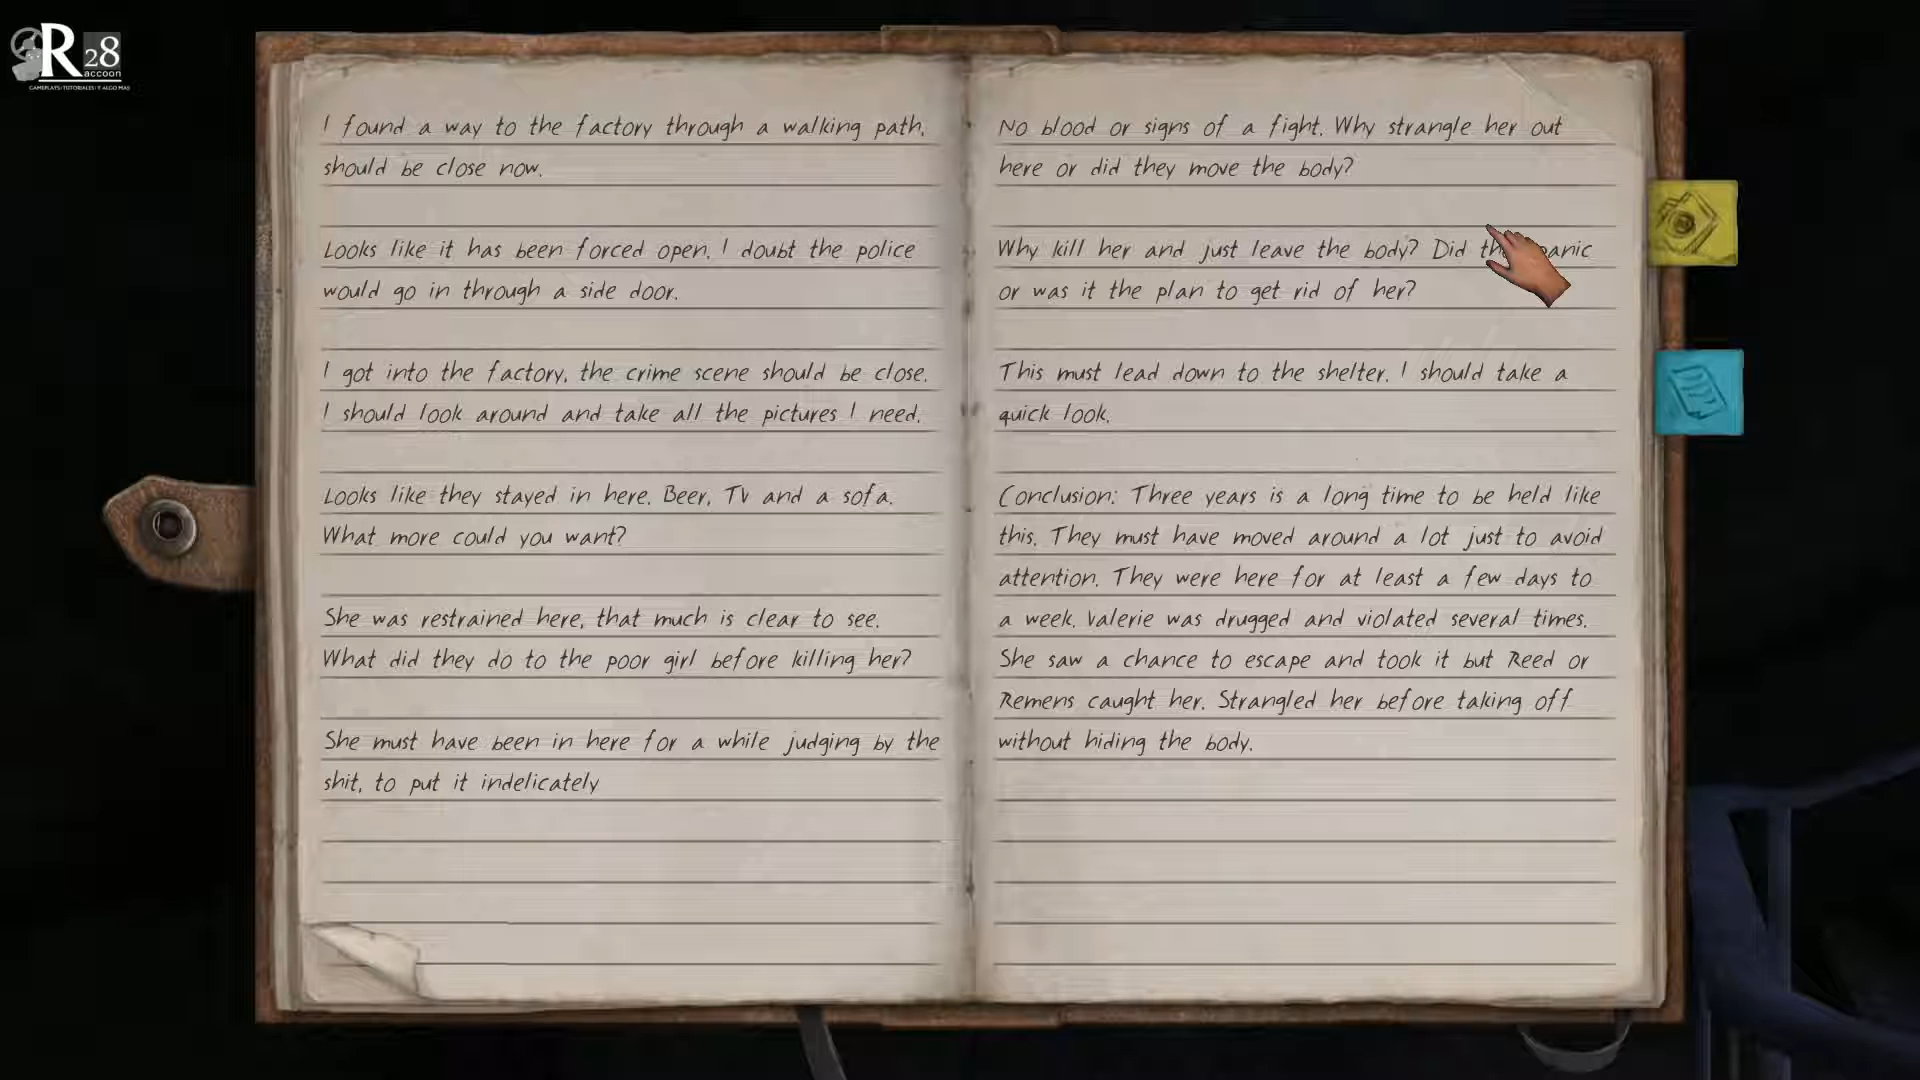 R28
accoon
GAMEPLAYS | TUTORIALES | Y ALGO MAS
I found a way to the factory through a walking path,
should be close now.
Looks like it has been forced open. I doubt the police
would go in through a side door.
I got into the factory, the crime scene should be close.
I should look around and take all the pictures I need.
Looks like they stayed in here. Beer, TV and a sofa.
What more could you want?
She was restrained here, that much is clear to see.
What did they do to the poor girl before killing her?
She must have been in here for a while judging by the
shit, to put it indelicately
No blood or signs of a fight. Why strangle her out
here or did they move the body?
Why kill her and just leave the body? Did
or was it the plan to get rid of her?
This must lead down to the shelter. I should take a
quick look.
Conclusion: Three years is a long time to be held like
this. They must have moved around a lot just to avoid
attention. They were here for at least a few days to
a week. Valerie was drugged and violated several times.
She saw a chance to escape and took it but Reed or
Remens caught her. Strangled her before taking off
without hiding the body.